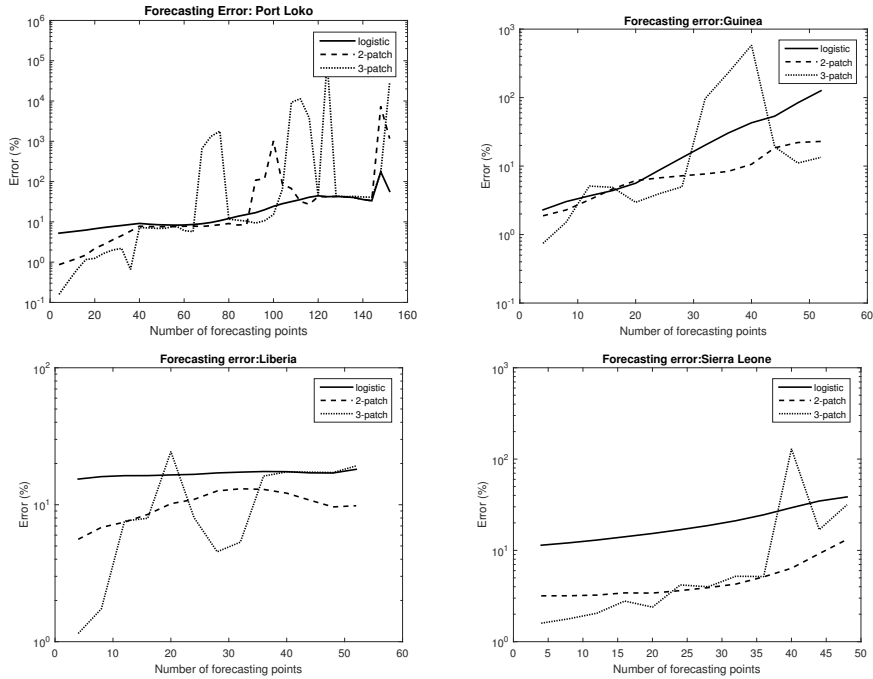 Forecasting Error: Port Loko
10^6
10^5
10^4
10^3
10^2
10^1
10^0
10^-1
Error (%)
0 20 40 60 80 100 120 140 160
Number of forecasting points
logistic
2-patch
3-patch
Forecasting error:Guinea
10^3
10^2
10^1
10^0
10^-1
Error (%)
0 10 20 30 40 50 60
Number of forecasting points
logistic
2-patch
3-patch
Forecasting error:Liberia
10^2
10^1
10^0
Error (%)
0 10 20 30 40 50 60
Number of forecasting points
logistic
2-patch
3-patch
Forecasting error:Sierra Leone
10^3
10^2
10^1
10^0
Error (%)
0 5 10 15 20 25 30 35 40 45 50
Number of forecasting points
logistic
2-patch
3-patch